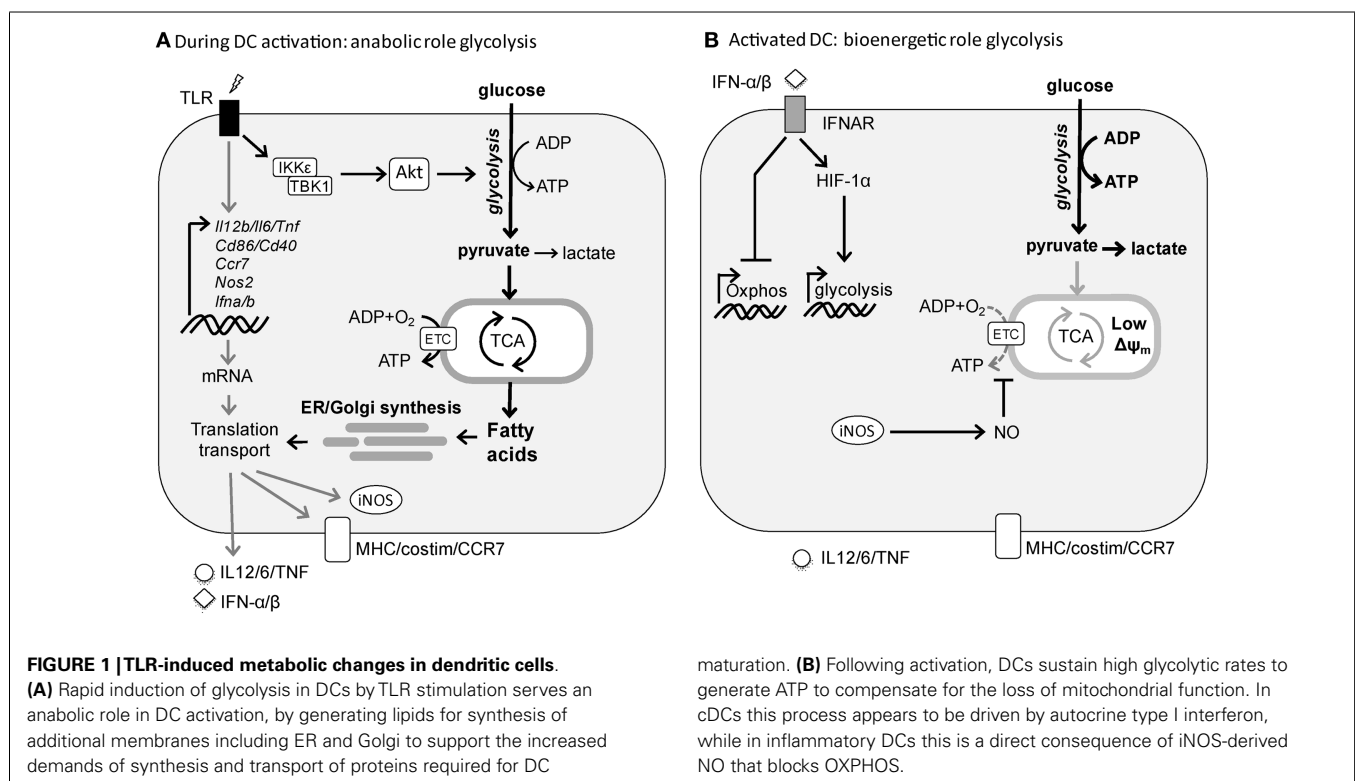 A During DC activation: anabolic role glycolysis
TLR
glucose
IKKε
TBK1
Akt
glycolysis
ADP
ATP
Il12b/Il6/Tnf
Cd86/Cd40
Ccr7
Nos2
Ifna/b
pyruvate
lactate
ADP+O₂
ETC
ATP
TCA
mRNA
ER/Golgi synthesis
Translation
transport
Fatty
acids
iNOS
MHC/costim/CCR7
IL12/6/TNF
IFN-α/β
B Activated DC: bioenergetic role glycolysis
IFN-α/β
IFNAR
glucose
HIF-1α
glycolysis
ADP
ATP
pyruvate
lactate
Oxphos
glycolysis
ADP+O₂
ETC
ATP
TCA
Low
Δψₘ
iNOS
NO
MHC/costim/CCR7
IL12/6/TNF
FIGURE 1 | TLR-induced metabolic changes in dendritic cells.
(A) Rapid induction of glycolysis in DCs by TLR stimulation serves an
anabolic role in DC activation, by generating lipids for synthesis of
additional membranes including ER and Golgi to support the increased
demands of synthesis and transport of proteins required for DC
maturation. (B) Following activation, DCs sustain high glycolytic rates to
generate ATP to compensate for the loss of mitochondrial function. In
cDCs this process appears to be driven by autocrine type I interferon,
while in inflammatory DCs this is a direct consequence of iNOS-derived
NO that blocks OXPHOS.